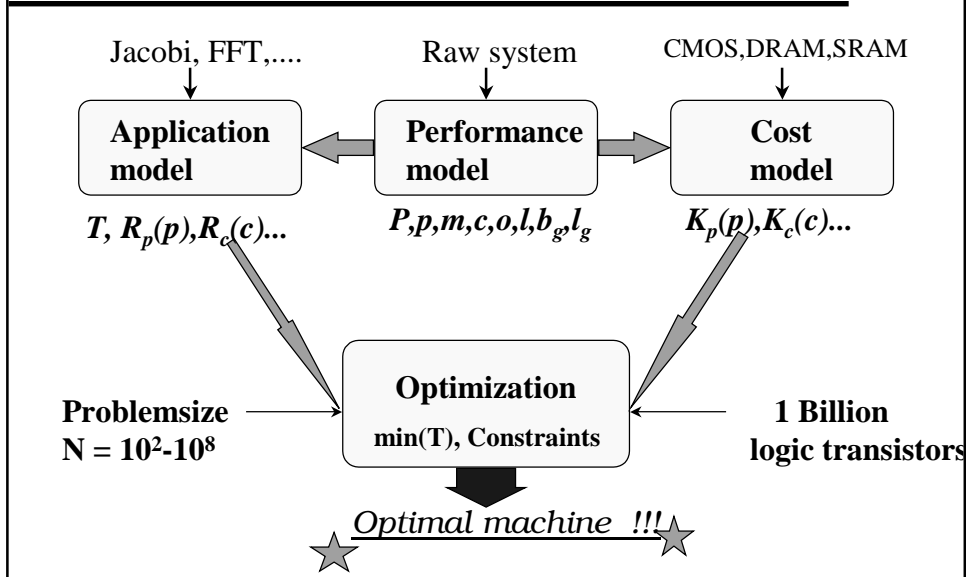 Jacobi, FFT,....
Raw system
CMOS,DRAM,SRAM
Application
model
Performance
model
Cost
model
T, R_p(p),R_c(c)...
P,p,m,c,o,l,b_g,l_g
K_p(p),K_c(c)...
Problemsize
N = 10²-10⁸
Optimization
min(T), Constraints
1 Billion
logic transistors
Optimal machine !!!